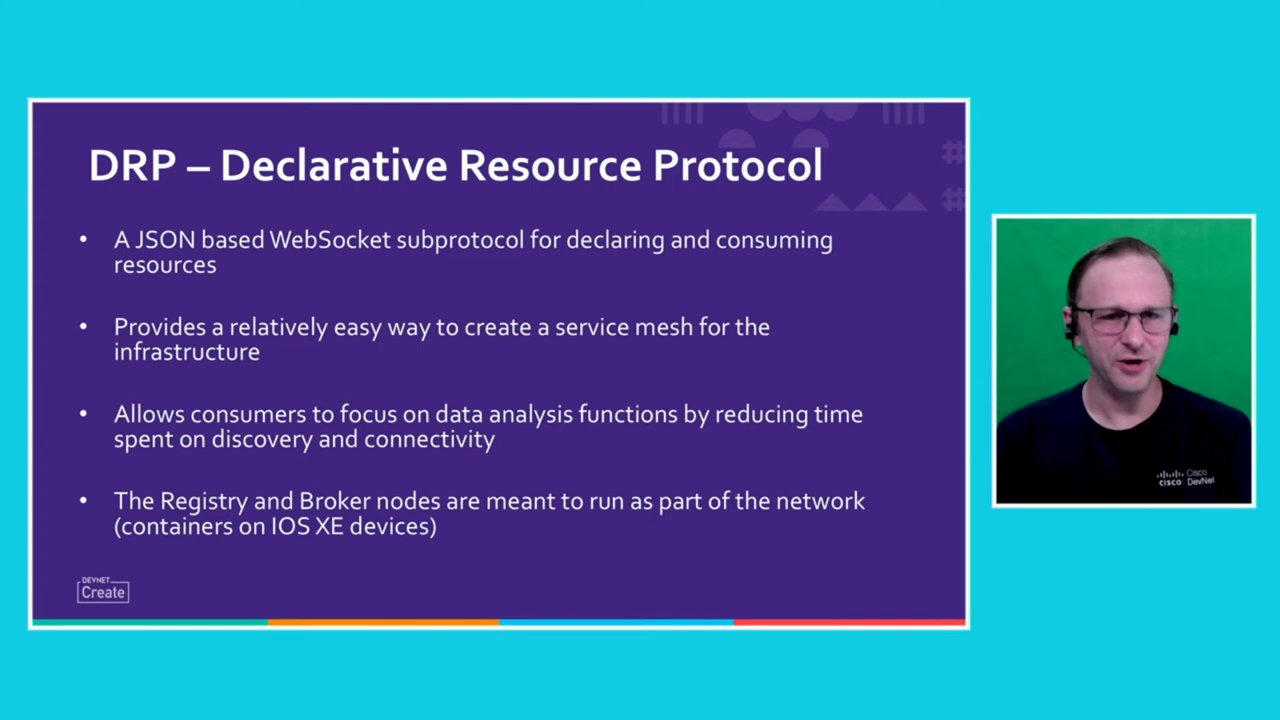 DRP – Declarative Resource Protocol
• A JSON based WebSocket subprotocol for declaring and consuming
resources
• Provides a relatively easy way to create a service mesh for the
infrastructure
• Allows consumers to focus on data analysis functions by reducing time
spent on discovery and connectivity
• The Registry and Broker nodes are meant to run as part of the network
(containers on IOS XE devices)
DEVNET
Create
CISCO
Cisco
DevNet